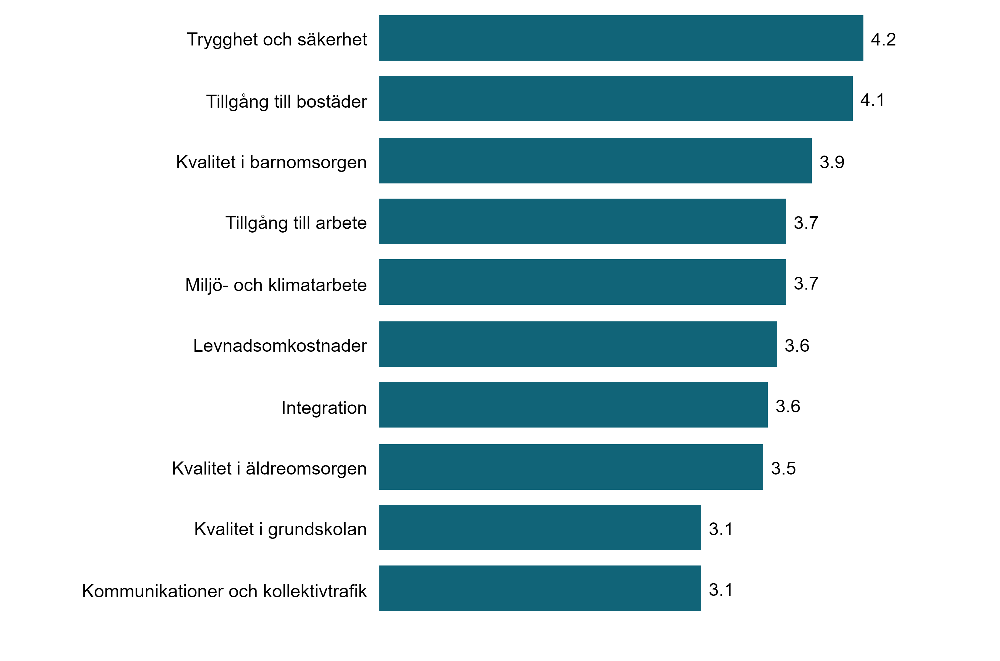 Trygghet och säkerhet 4.2
Tillgång till bostäder 4.1
Kvalitet i barnomsorgen 3.9
Tillgång till arbete 3.7
Miljö- och klimatarbete 3.7
Levnadsomkostnader 3.6
Integration 3.6
Kvalitet i äldreomsorgen 3.5
Kvalitet i grundskolan 3.1
Kommunikationer och kollektivtrafik 3.1